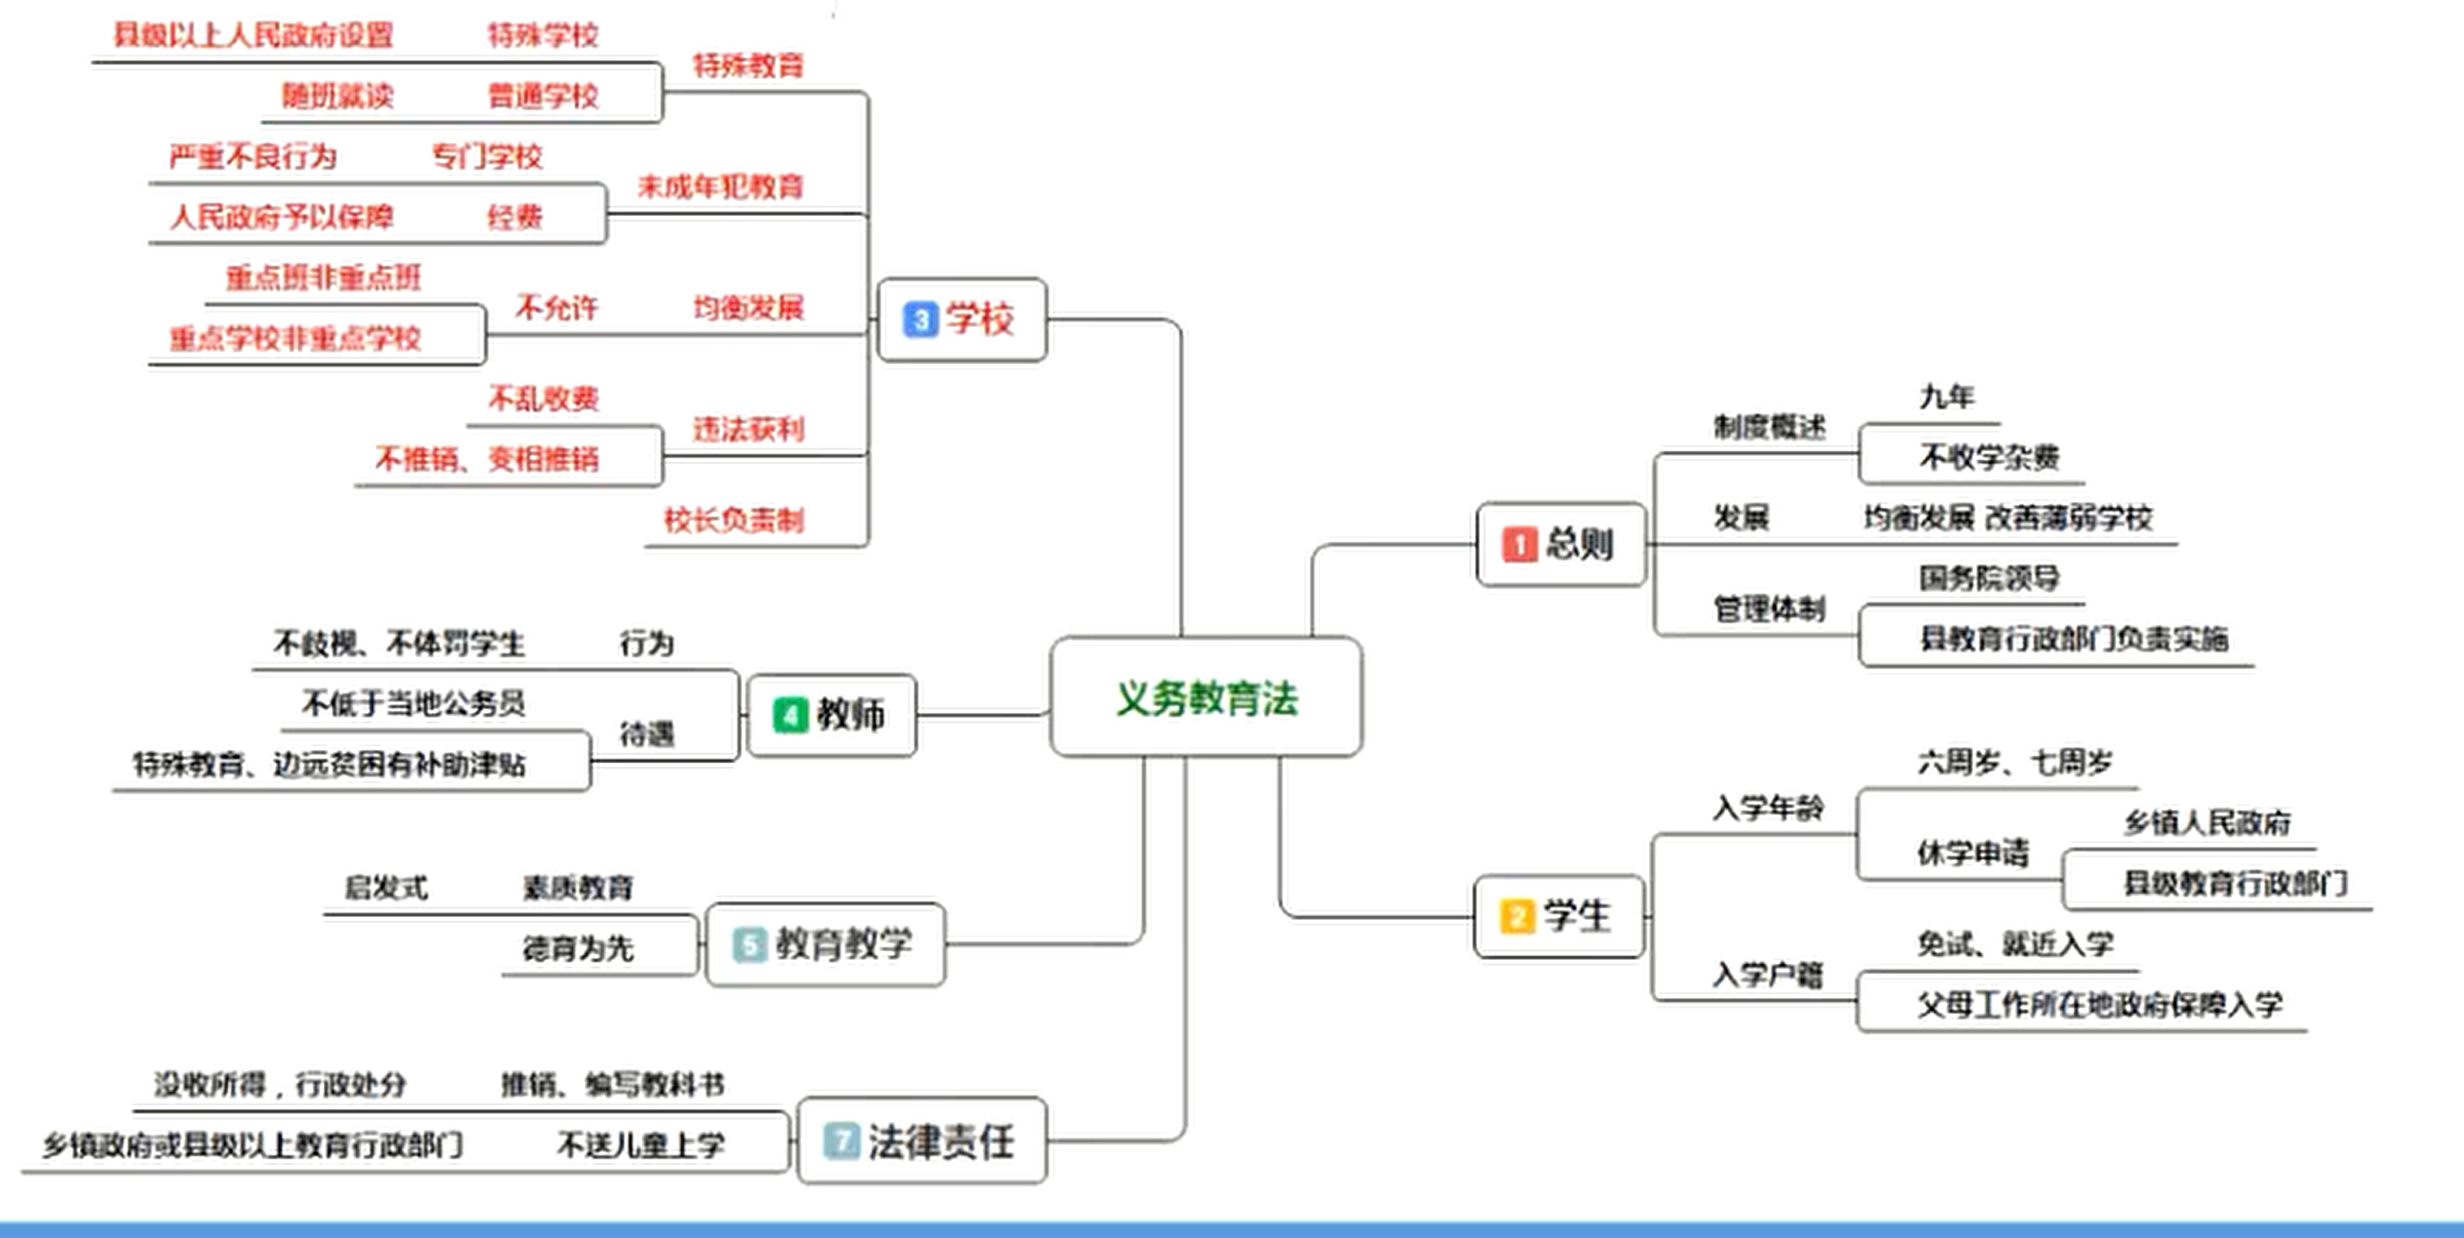 义务教育法
1 总则
制度概述
九年
不收学杂费
发展 均衡发展 改善薄弱学校
管理体制
国务院领导
县教育行政部门负责实施
2 学生
入学年龄
六周岁、七周岁
休学申请
乡镇人民政府
县级教育行政部门
入学户籍
免试、就近入学
父母工作所在地政府保障入学
3 学校
特殊教育
特殊学校 县级以上人民政府设置
普通学校 随班就读
未成年犯教育
专门学校 严重不良行为
经费 人民政府予以保障
均衡发展 不允许
重点班非重点班
重点学校非重点学校
违法获利
不乱收费
不推销、变相推销
校长负责制
4 教师
行为 不歧视、不体罚学生
待遇
不低于当地公务员
特殊教育、边远贫困有补助津贴
5 教育教学
素质教育 启发式
德育为先
7 法律责任
推销、编写教科书 没收所得，行政处分
不送儿童上学 乡镇政府或县级以上教育行政部门